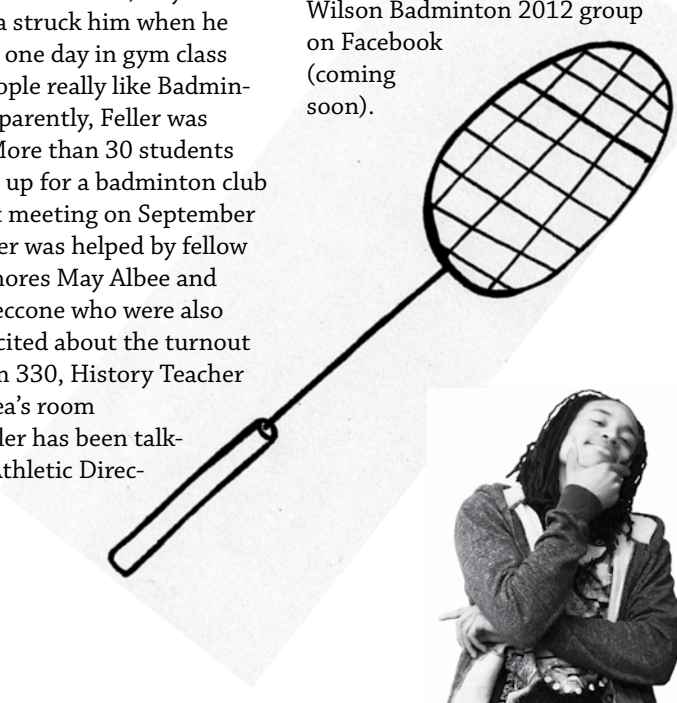 a struck him when he
one day in gym class
ople really like Badmin-
parently, Feller was
More than 30 students
up for a badminton club
t meeting on September
er was helped by fellow
mores May Albee and
eccone who were also
cited about the turnout
m 330, History Teacher
ea's room
ler has been talk-
Athletic Direc-
Wilson Badminton 2012 group
on Facebook
(coming
soon).